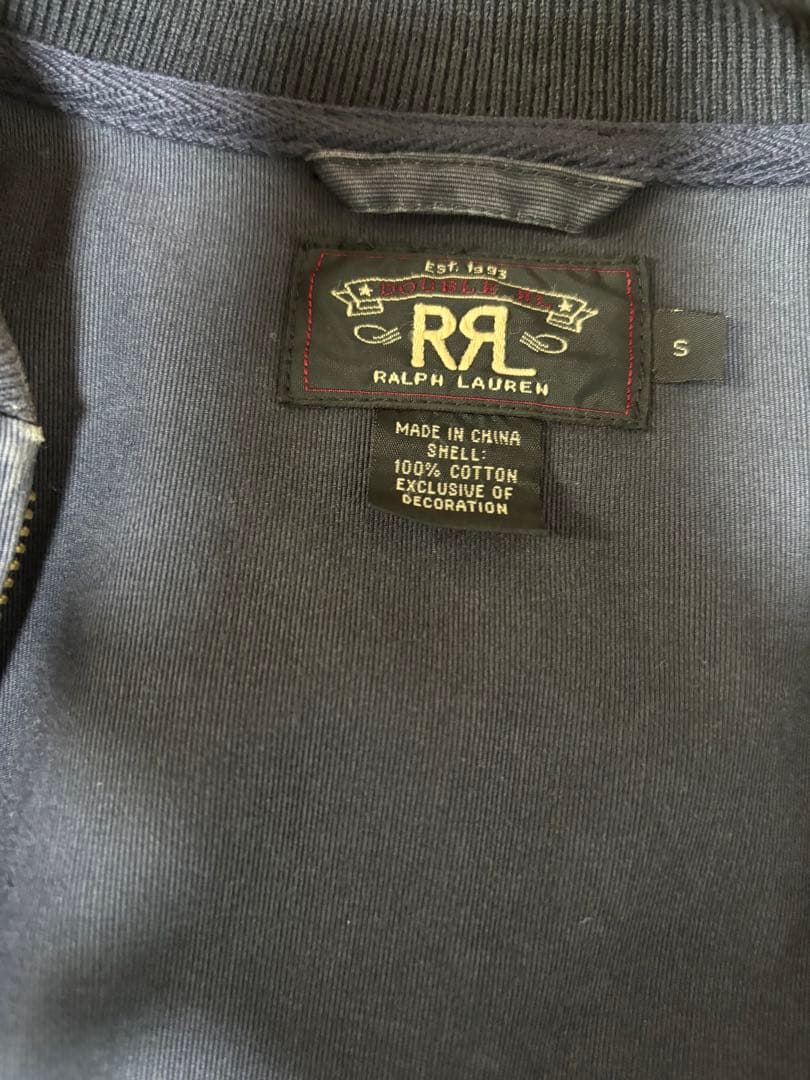 Est. 1993
DOUBLE RL
RRL
RALPH LAUREN
S
MADE IN CHINA
SHELL:
100% COTTON
EXCLUSIVE OF
DECORATION